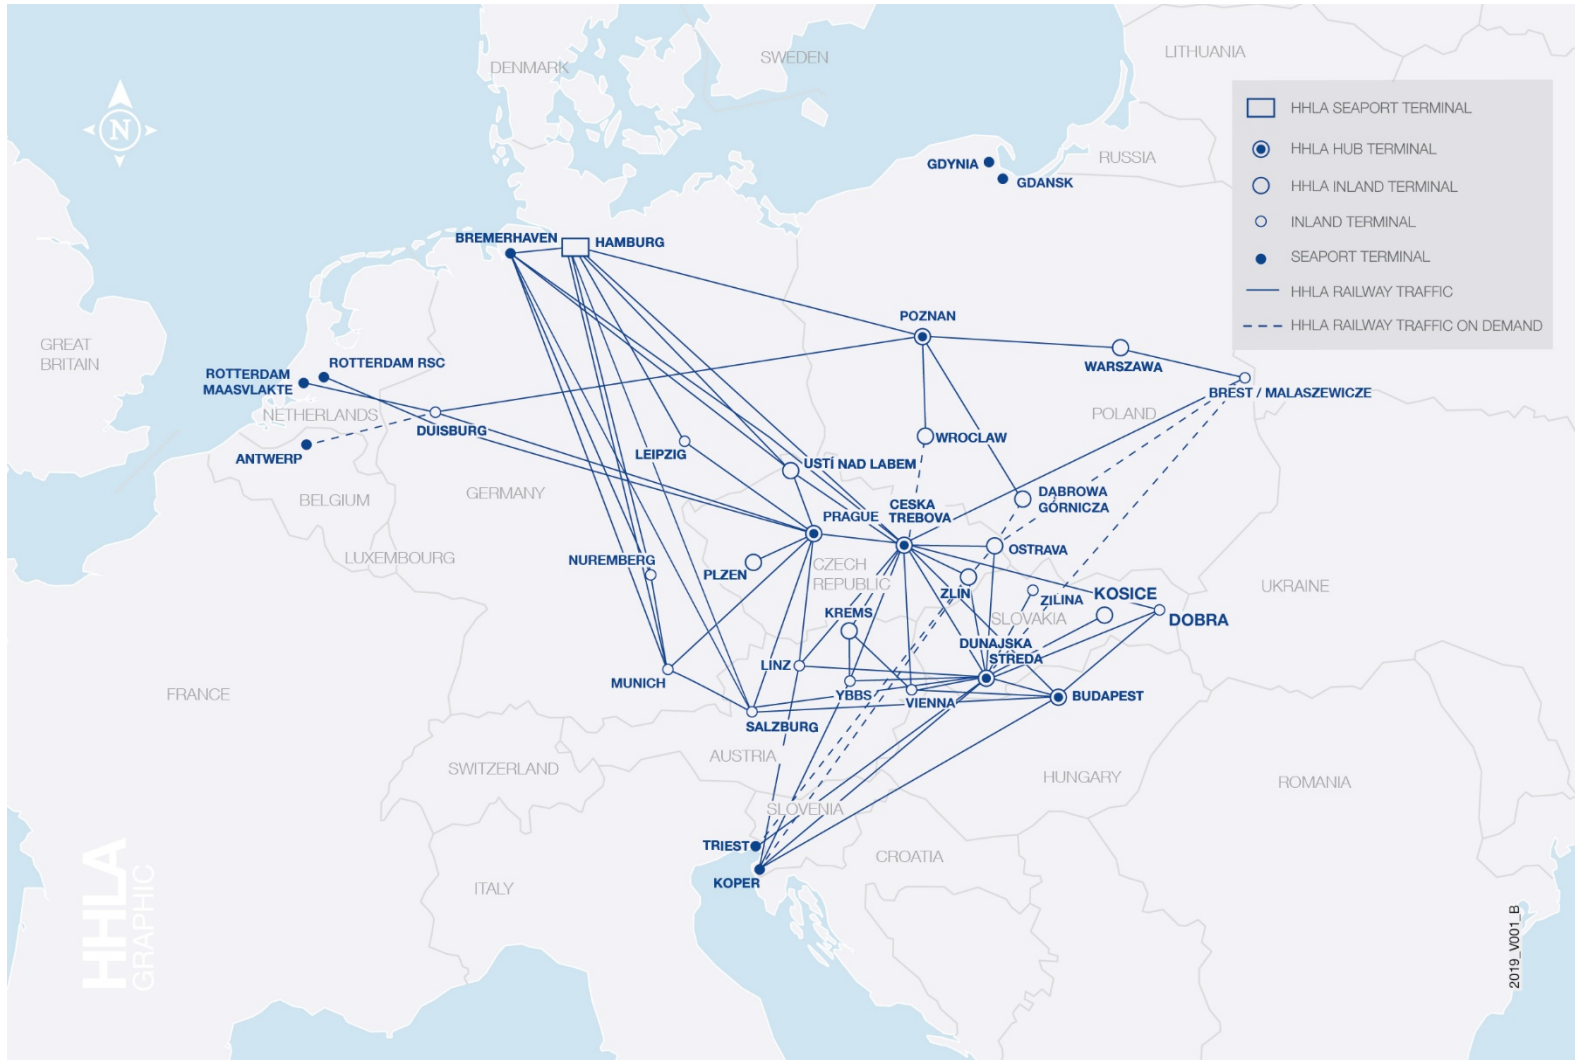 SWEDEN
LITHUANIA
DENMARK
HHLA SEAPORT TERMINAL
HHLA HUB TERMINAL
HHLA INLAND TERMINAL
INLAND TERMINAL
SEAPORT TERMINAL
HHLA RAILWAY TRAFFIC
HHLA RAILWAY TRAFFIC ON DEMAND
N
RUSSIA
GDYNIA
GDANSK
BREMERHAVEN
HAMBURG
POZNAN
GREAT
BRITAIN
ROTTERDAM RSC
ROTTERDAM
MAASVLAKTE
WARSZAWA
BREST / MALASZEWICZE
NETHERLANDS
POLAND
DUISBURG
WROCLAW
ANTWERP
LEIPZIG
USTÍ NAD LABEM
BELGIUM
GERMANY
DABROWA
GÓRNICZA
CESKA
TREBOVA
PRAGUE
OSTRAVA
LUXEMBOURG
NUREMBERG
PLZEN
CZECH
REPUBLIC
ZLIN
ZILINA
KOSICE
UKRAINE
KREMS
SLOVAKIA
DOBRA
DUNAJSKA
STREDA
LINZ
MUNICH
FRANCE
YBBS
VIENNA
BUDAPEST
SALZBURG
AUSTRIA
SWITZERLAND
HUNGARY
ROMANIA
SLOVENIA
TRIEST
CROATIA
KOPER
ITALY
HHLA
GRAPHIC
2019_V001_B